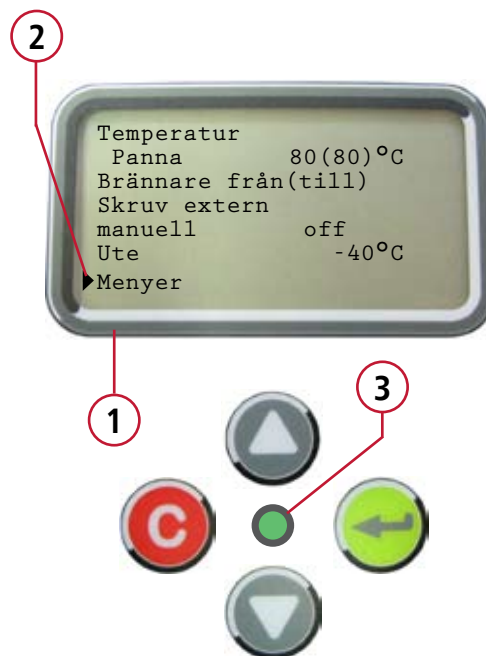 2
Temperatur
Panna 80(80)°C
Brännare från(till)
Skruv extern
manuell off
Ute -40°C
Menyer
1
3
C